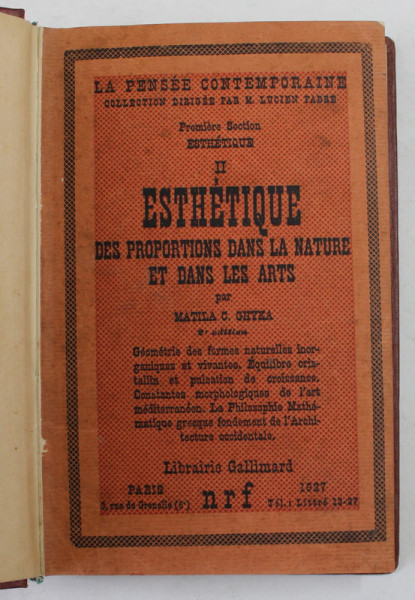 LA PENSÉE CONTEMPORAINE
COLLECTION DIRIGÉE PAR M. LUCIEN FABRE
Première Section
ESTHÉTIQUE
II
ESTHÉTIQUE
DES PROPORTIONS DANS LA NATURE
ET DANS LES ARTS
par
MATILA C. GHYKA
2e édition
Géométrie des formes naturelles inor-
ganiques et vivantes. Équilibre cris-
tallin et pulsation de croissance.
Constantes morphologiques de l'art
méditerranéen. La Philosophie Mathé-
matique grecque fondement de l'Archi-
tecture occidentale.
Librairie Gallimard
PARIS nrf 1927
3, rue de Grenelle (6e) Tél.: Littré 12-27